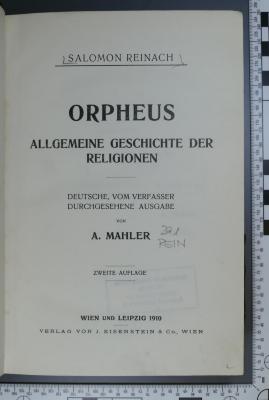 SALOMON REINACH
ORPHEUS
ALLGEMEINE GESCHICHTE DER
RELIGIONEN
DEUTSCHE, VOM VERFASSER
DURCHGESEHENE AUSGABE
VON
A. MAHLER
REIN
ZWEITE AUFLAGE
WIEN UND LEIPZIG 1910
VERLAG VON J. EISENSTEIN & Co., WIEN